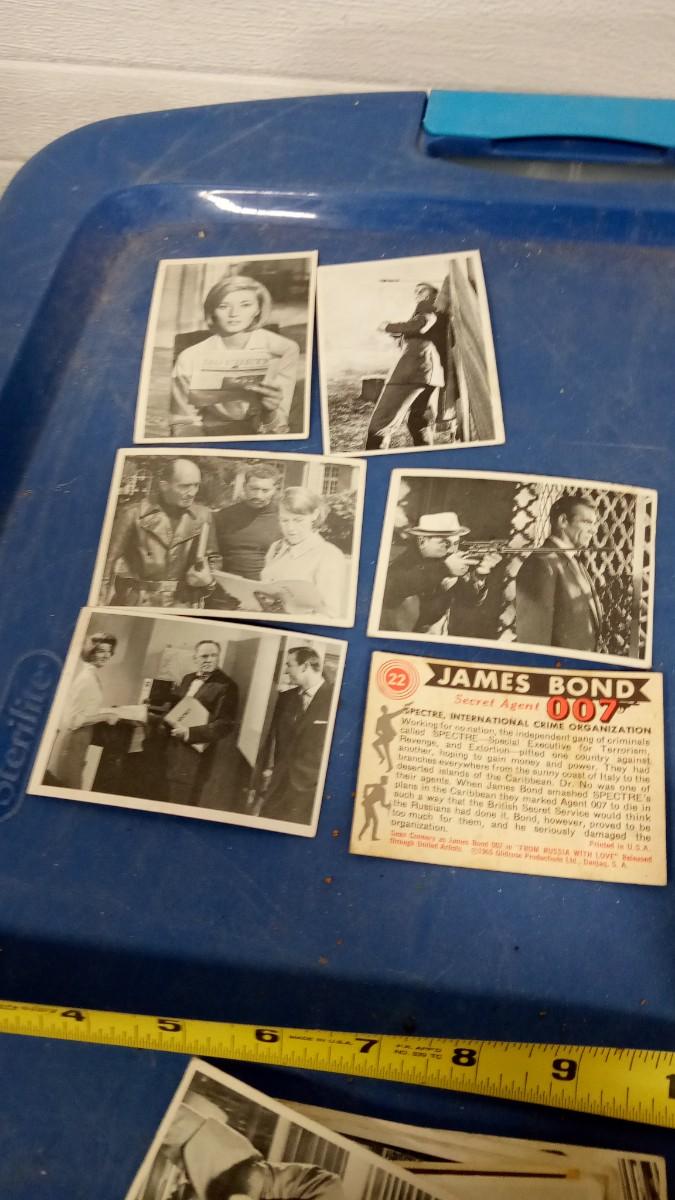 Sterilite
22
JAMES BOND
Secret Agent 007
SPECTRE, INTERNATIONAL CRIME ORGANIZATION
Working for no nation, the independent gang of criminals
called SPECTRE—Special Executive for Terrorism,
Revenge, and Extortion—pitted one country against
another, hoping to gain money and power. They had
branches everywhere from the sunny coast of Italy to the
deserted islands of the Caribbean. Dr. No was one of
their agents. When James Bond smashed SPECTRE's
plans in the Caribbean they marked Agent 007 to die in
such a way that the British Secret Service would think
the Russians had done it. Bond, however, proved to be
too much for them, and he seriously damaged the
organization.
Printed in U.S.A.
Sean Connery as James Bond 007 in "FROM RUSSIA WITH LOVE" Released
through United Artists. ©1965 Glidrose Productions Ltd., Danjaq, S. A.
4 5 6 MADE IN U.S.A. 7 8 9 1